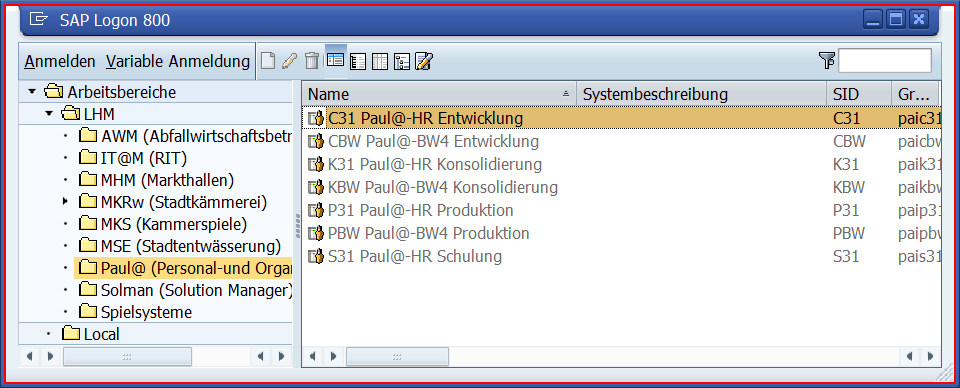 SAP Logon 800
Anmelden Variable Anmeldung
Arbeitsbereiche
LHM
AWM (Abfallwirtschaftsbetr
IT@M (RIT)
MHM (Markthallen)
MKRw (Stadtkämmerei)
MKS (Kammerspiele)
MSE (Stadtentwässerung)
Paul@ (Personal-und Organ
Solman (Solution Manager)
Spielsysteme
Local
Name Systembeschreibung SID Gr...
C31 Paul@-HR Entwicklung C31 paic31
CBW Paul@-BW4 Entwicklung CBW paicbw
K31 Paul@-HR Konsolidierung K31 paik31
KBW Paul@-BW4 Konsolidierung KBW paikbw
P31 Paul@-HR Produktion P31 paip31
PBW Paul@-BW4 Produktion PBW paipbw
S31 Paul@-HR Schulung S31 pais31